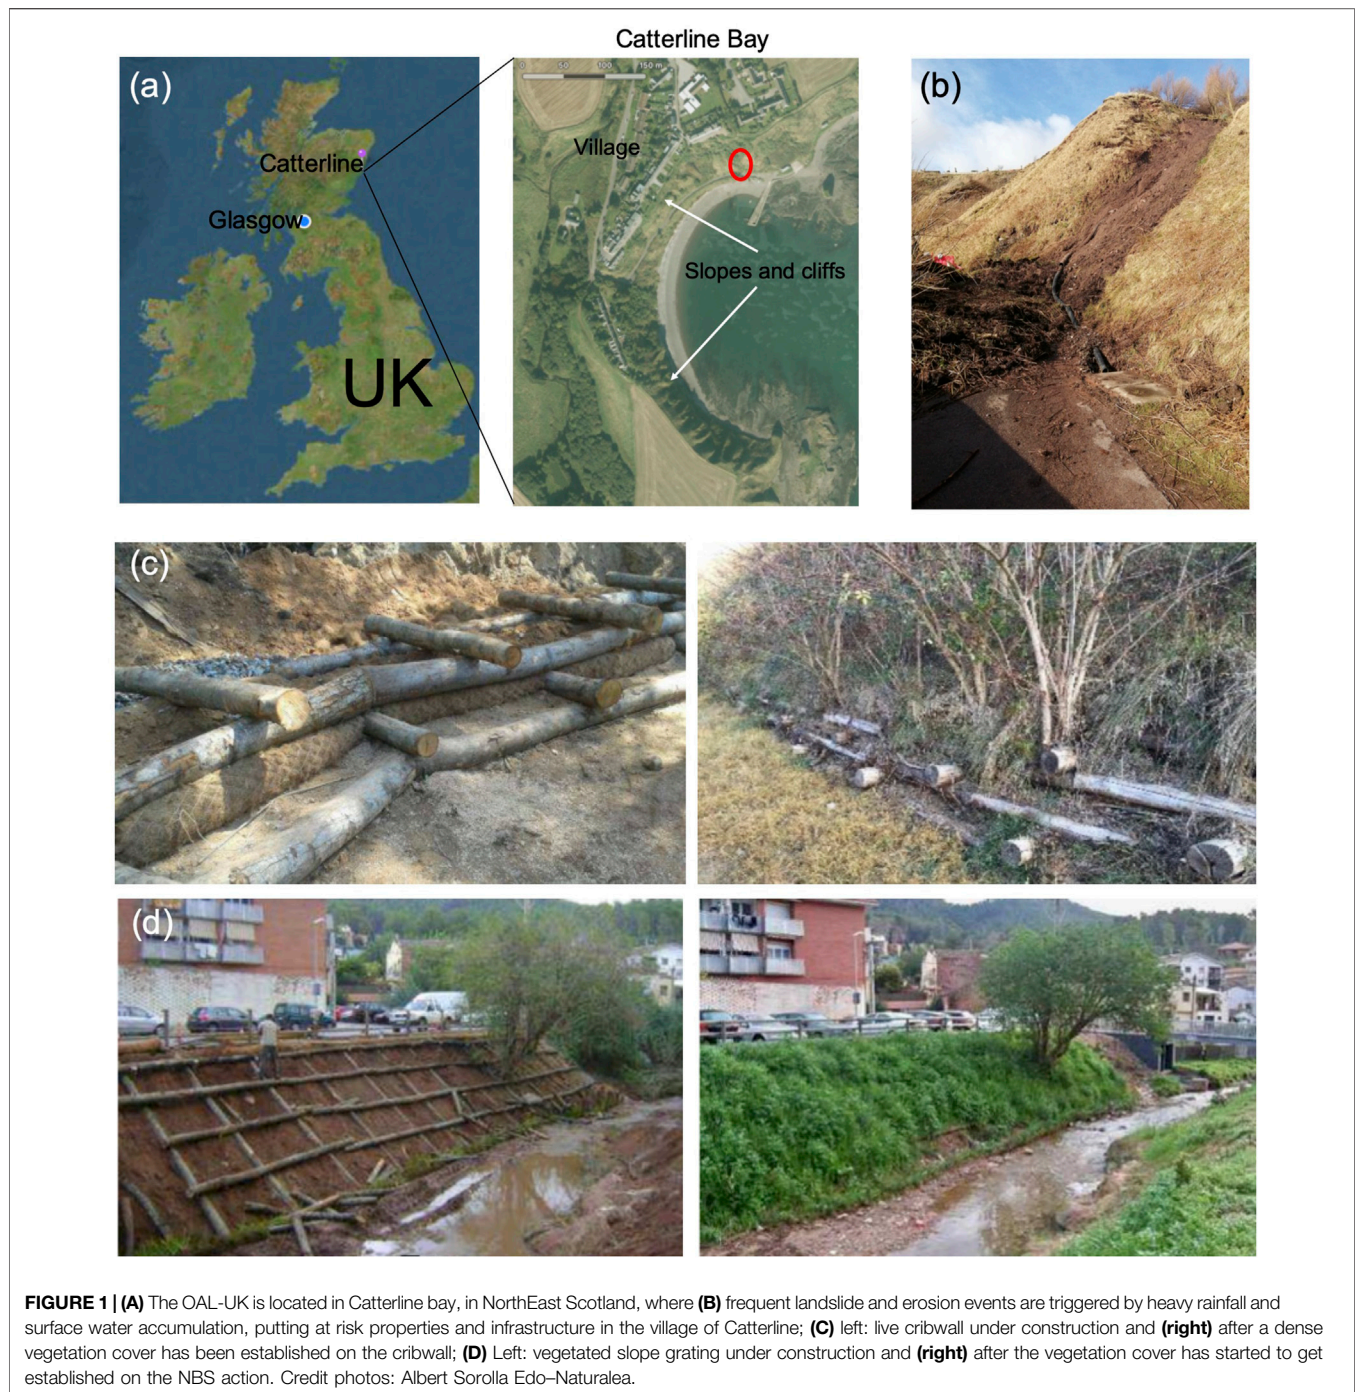 Catterline Bay
(a)
Catterline
Glasgow
UK
0 50 100 150 m
Village
Slopes and cliffs
(b)
(c)
(d)
FIGURE 1 | (A) The OAL-UK is located in Catterline bay, in NorthEast Scotland, where (B) frequent landslide and erosion events are triggered by heavy rainfall and
surface water accumulation, putting at risk properties and infrastructure in the village of Catterline; (C) left: live cribwall under construction and (right) after a dense
vegetation cover has been established on the cribwall; (D) Left: vegetated slope grating under construction and (right) after the vegetation cover has started to get
established on the NBS action. Credit photos: Albert Sorolla Edo–Naturalea.